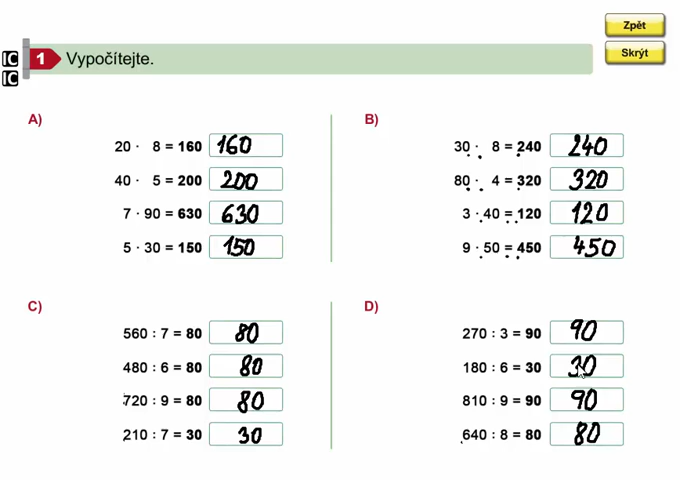 Zpět
Skrýt
1 Vypočítejte.
A)
20 · 8 = 160 160
40 · 5 = 200 200
7 · 90 = 630 630
5 · 30 = 150 150
B)
30 · 8 = 240 240
80 · 4 = 320 320
3 · 40 = 120 120
9 · 50 = 450 450
C)
560 : 7 = 80 80
480 : 6 = 80 80
720 : 9 = 80 80
210 : 7 = 30 30
D)
270 : 3 = 90 90
180 : 6 = 30 30
810 : 9 = 90 90
640 : 8 = 80 80